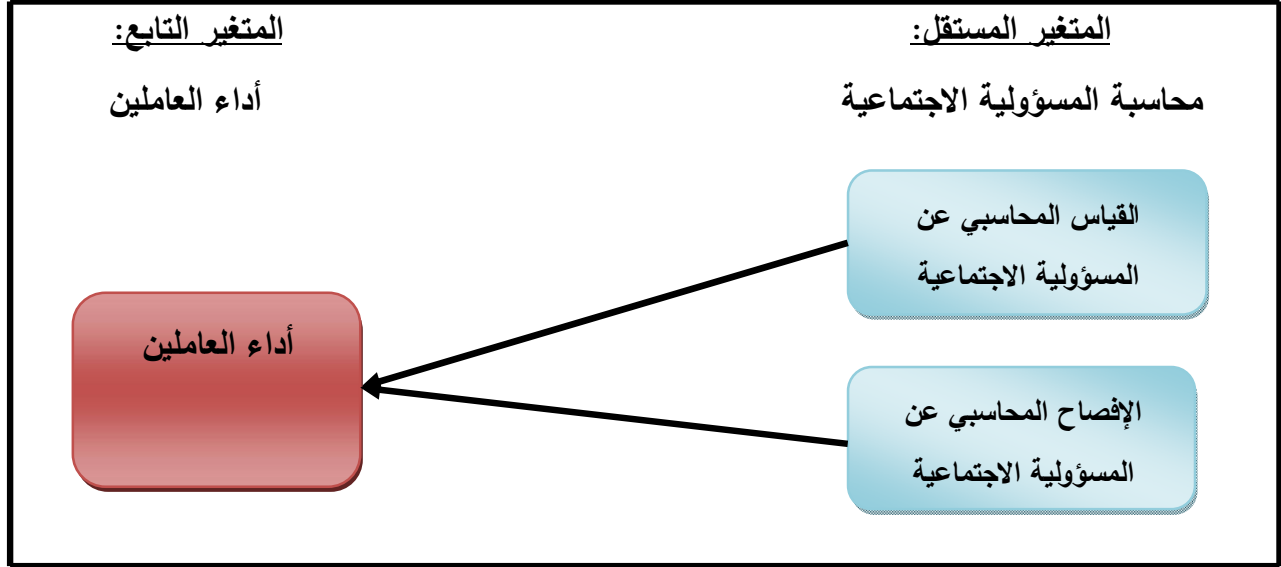 المتغير المستقل:
المتغير التابع:
محاسبة المسؤولية الاجتماعية
أداء العاملين
القياس المحاسبي عن
المسؤولية الاجتماعية
أداء العاملين
الإفصاح المحاسبي عن
المسؤولية الاجتماعية